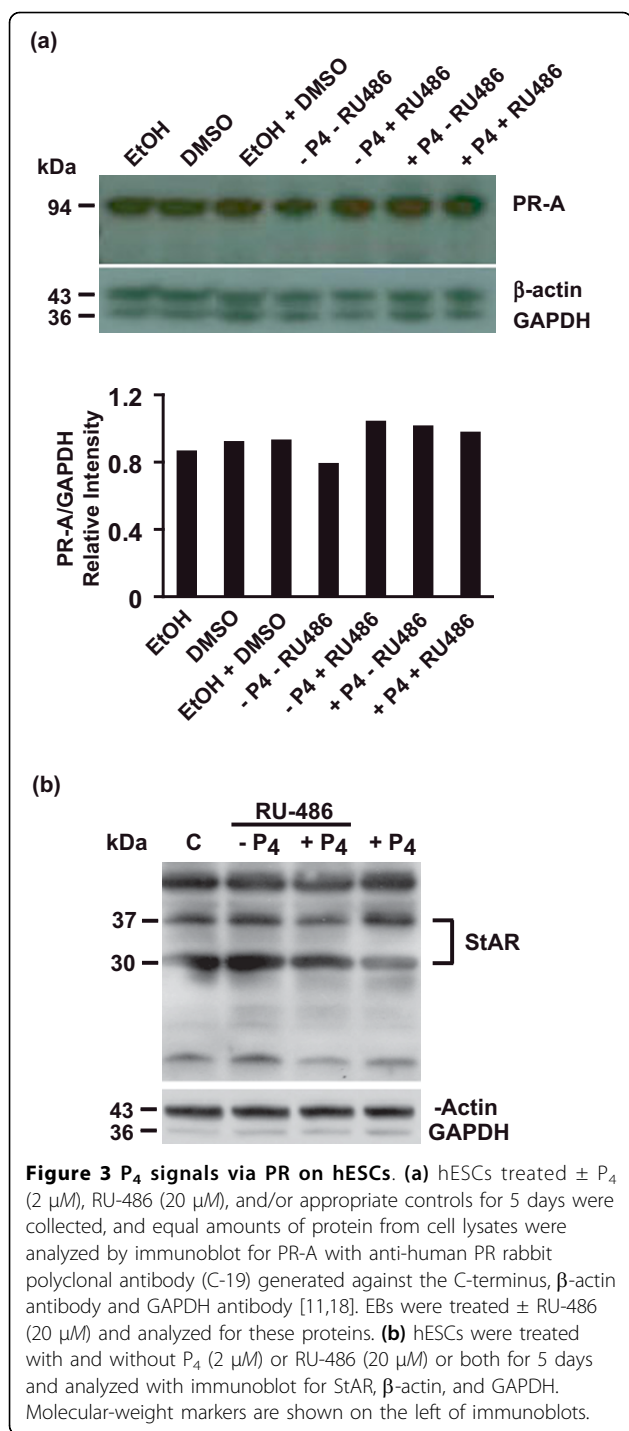 (a)
EtOH
DMSO
EtOH + DMSO
- P4 - RU486
- P4 + RU486
+ P4 - RU486
+ P4 + RU486
kDa
94
PR-A
43
β-actin
36
GAPDH
PR-A/GAPDH
Relative Intensity
1.2
0.8
0.4
0
EtOH
DMSO
EtOH + DMSO
- P4 - RU486
- P4 + RU486
+ P4 - RU486
+ P4 + RU486
(b)
RU-486
kDa C - P4 + P4 + P4
37
StAR
30
43 -Actin
36 GAPDH
Figure 3 P4 signals via PR on hESCs. (a) hESCs treated ± P4
(2 μM), RU-486 (20 μM), and/or appropriate controls for 5 days were
collected, and equal amounts of protein from cell lysates were
analyzed by immunoblot for PR-A with anti-human PR rabbit
polyclonal antibody (C-19) generated against the C-terminus, β-actin
antibody and GAPDH antibody [11,18]. EBs were treated ± RU-486
(20 μM) and analyzed for these proteins. (b) hESCs were treated
with and without P4 (2 μM) or RU-486 (20 μM) or both for 5 days
and analyzed with immunoblot for StAR, β-actin, and GAPDH.
Molecular-weight markers are shown on the left of immunoblots.